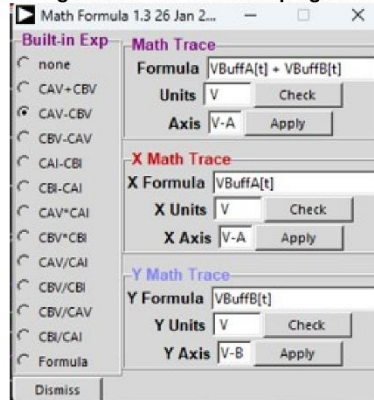 Math Formula 1.3 26 Jan 2...
Built-in Exp
none
CAV+CBV
CAV-CBV
CBV-CAV
CAI-CBI
CBI-CAI
CAV*CAI
CBV*CBI
CAV/CAI
CBV/CBI
CBV/CAV
CBI/CAI
Formula
Dismiss
Math Trace
Formula VBuffA[t] + VBuffB[t]
Units V Check
Axis V-A Apply
X Math Trace
X Formula VBuffA[t]
X Units V Check
X Axis V-A Apply
Y Math Trace
Y Formula VBuffB[t]
Y Units V Check
Y Axis V-B Apply